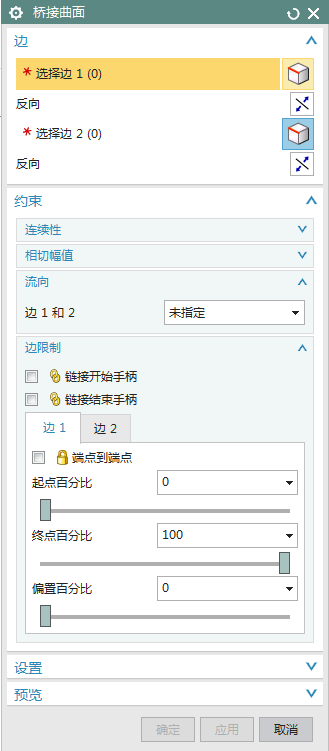 桥接曲面
边
* 选择边 1 (0)
反向
* 选择边 2 (0)
反向
约束
连续性
相切幅值
流向
边 1 和 2 未指定
边限制
链接开始手柄
链接结束手柄
边 1 边 2
端点到端点
起点百分比 0
终点百分比 100
偏置百分比 0
设置
预览
确定 应用 取消